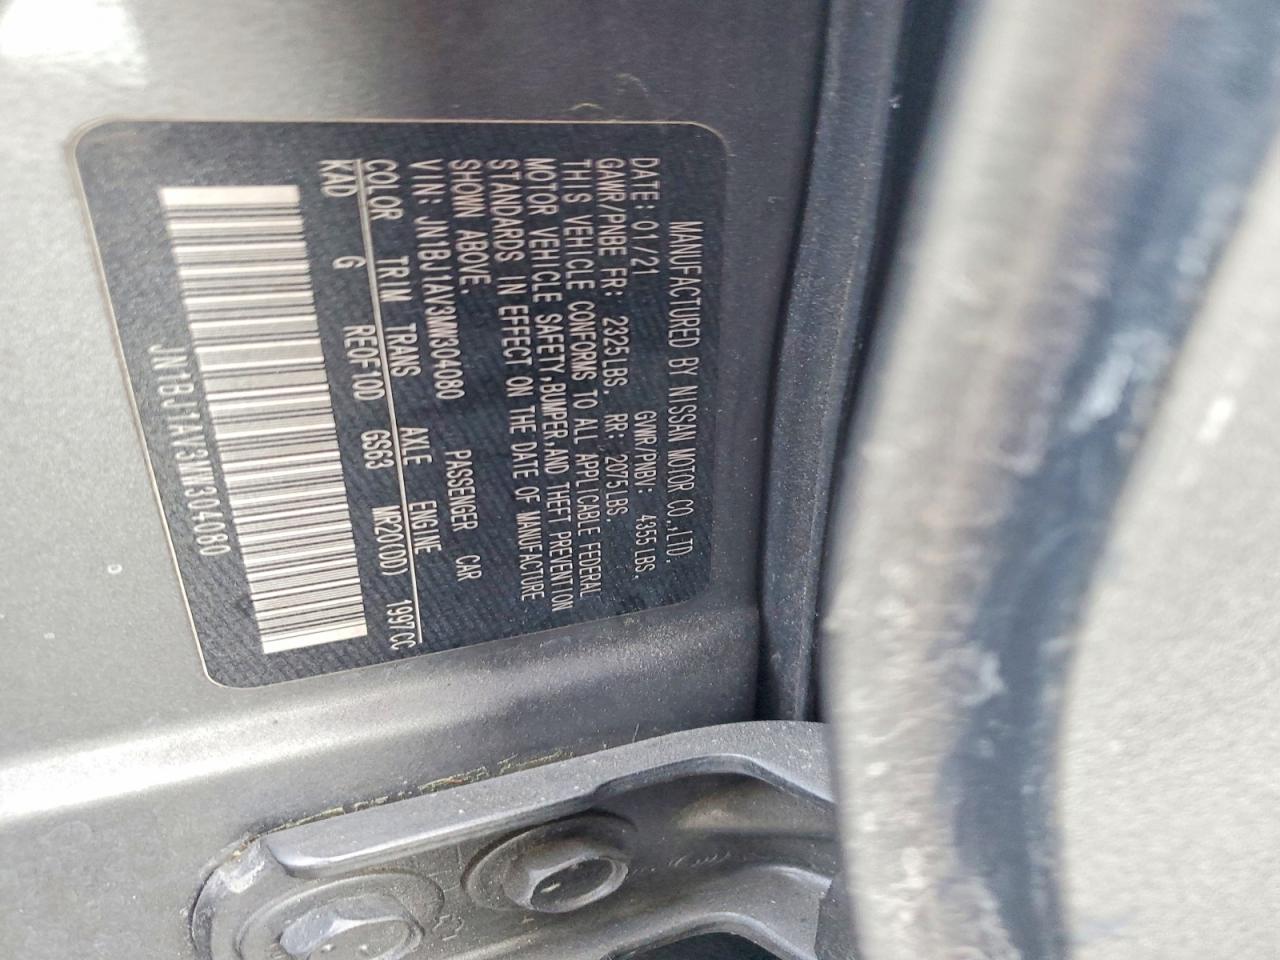 MANUFACTURED BY NISSAN MOTOR CO.,LTD.
DATE: 01/21 GVWR/PNBV: 4355 LBS,
GAWR/PNBE FR: 2325LBS, RR: 2075LBS,
THIS VEHICLE CONFORMS TO ALL APPLICABLE FEDERAL
MOTOR VEHICLE SAFETY,BUMPER,AND THEFT PREVENTION
STANDARDS IN EFFECT ON THE DATE OF MANUFACTURE
SHOWN ABOVE. PASSENGER CAR
VIN: JN1BJ1AV3MW304080
COLOR TRIM TRANS AXLE ENGINE
KAD G RE0F10D GS63 MR20(DD) 1997CC
JN1BJ1AV3MW304080